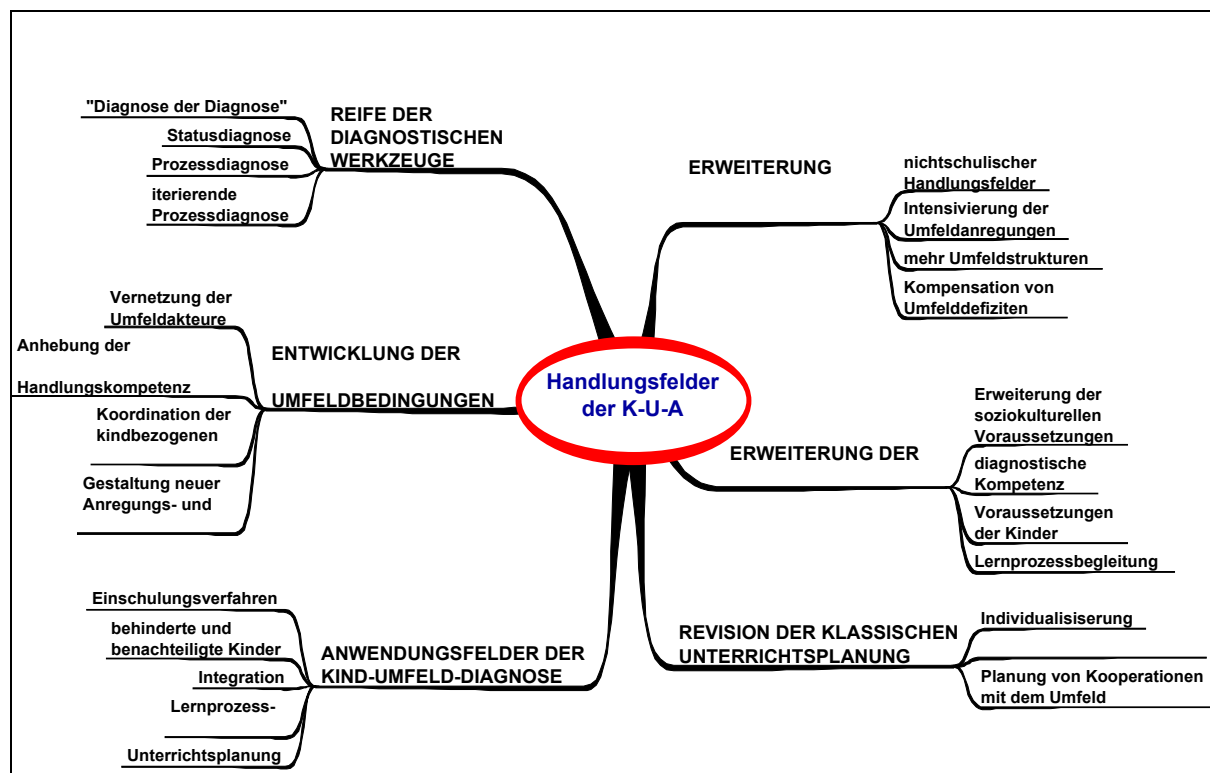 "Diagnose der Diagnose"
Statusdiagnose
Prozessdiagnose
iterierende
Prozessdiagnose
REIFE DER
DIAGNOSTISCHEN
WERKZEUGE
ERWEITERUNG
nichtschulischer
Handlungsfelder
Intensivierung der
Umfeldanregungen
mehr Umfeldstrukturen
Kompensation von
Umfelddefiziten
Vernetzung der
Umfeldakteure
Anhebung der
Handlungskompetenz
Koordination der
kindbezogenen
Gestaltung neuer
Anregungs- und
ENTWICKLUNG DER
UMFELDBEDINGUNGEN
Handlungsfelder
der K-U-A
ERWEITERUNG DER
Erweiterung der
soziokulturellen
Voraussetzungen
diagnostische
Kompetenz
Voraussetzungen
der Kinder
Lernprozessbegleitung
Einschulungsverfahren
behinderte und
benachteiligte Kinder
Integration
Lernprozess-
Unterrichtsplanung
ANWENDUNGSFELDER DER
KIND-UMFELD-DIAGNOSE
REVISION DER KLASSISCHEN
UNTERRICHTSPLANUNG
Individualisiserung
Planung von Kooperationen
mit dem Umfeld